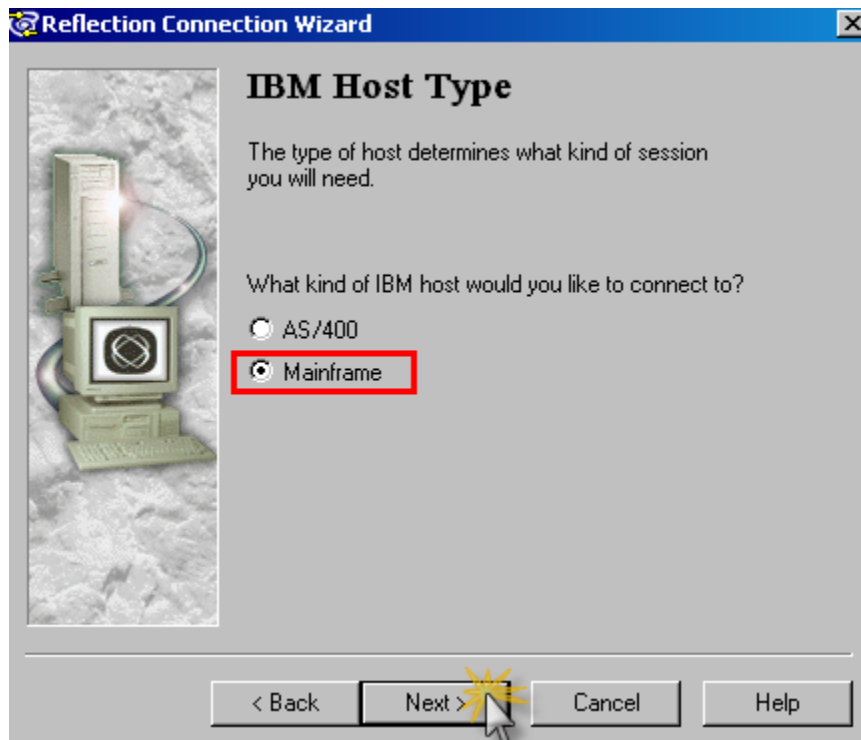 Reflection Connection Wizard
IBM Host Type
The type of host determines what kind of session
you will need.
What kind of IBM host would you like to connect to?
AS/400
Mainframe
< Back
Next >
Cancel
Help